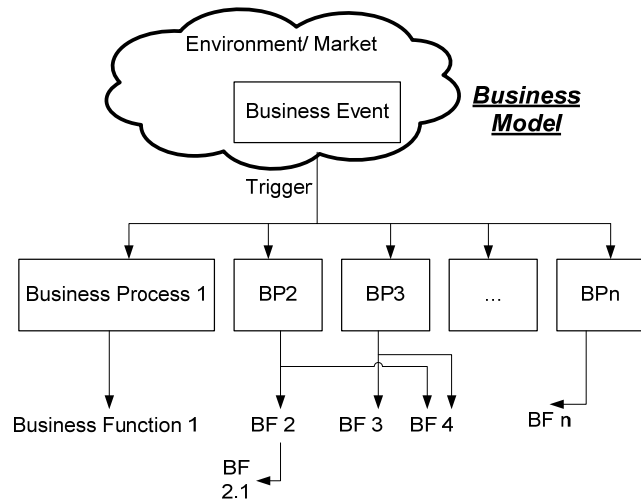 Environment/ Market
Business Event
Business
Model
Trigger
Business Process 1
BP2
BP3
...
BPn
Business Function 1
BF 2
BF 3
BF 4
BF n
BF
2.1